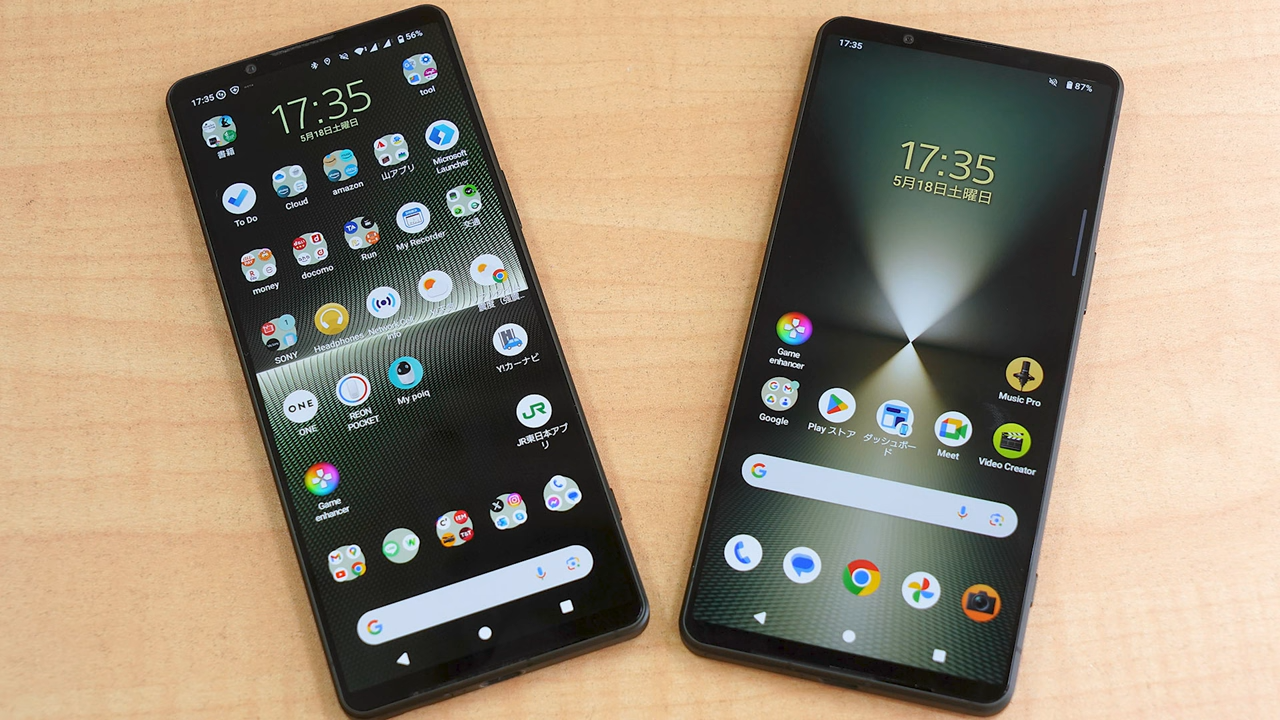 17:35
56%
17:35
5月18日土曜日
tool
書籍
To Do
Cloud
amazon
山アプリ
Microsoft
Launcher
money
docomo
Run
My Recorder
交通
SONY
Headphones
ONE
ONE
REON
POCKET
My poiq
Y!カーナビ
JR
JR東日本アプ
リ
Game
enhancer
17:35
87%
17:35
5月18日土曜日
Game
enhancer
Music Pro
Google
Play ストア
ダッシュボー
ド
Meet
Video Creator